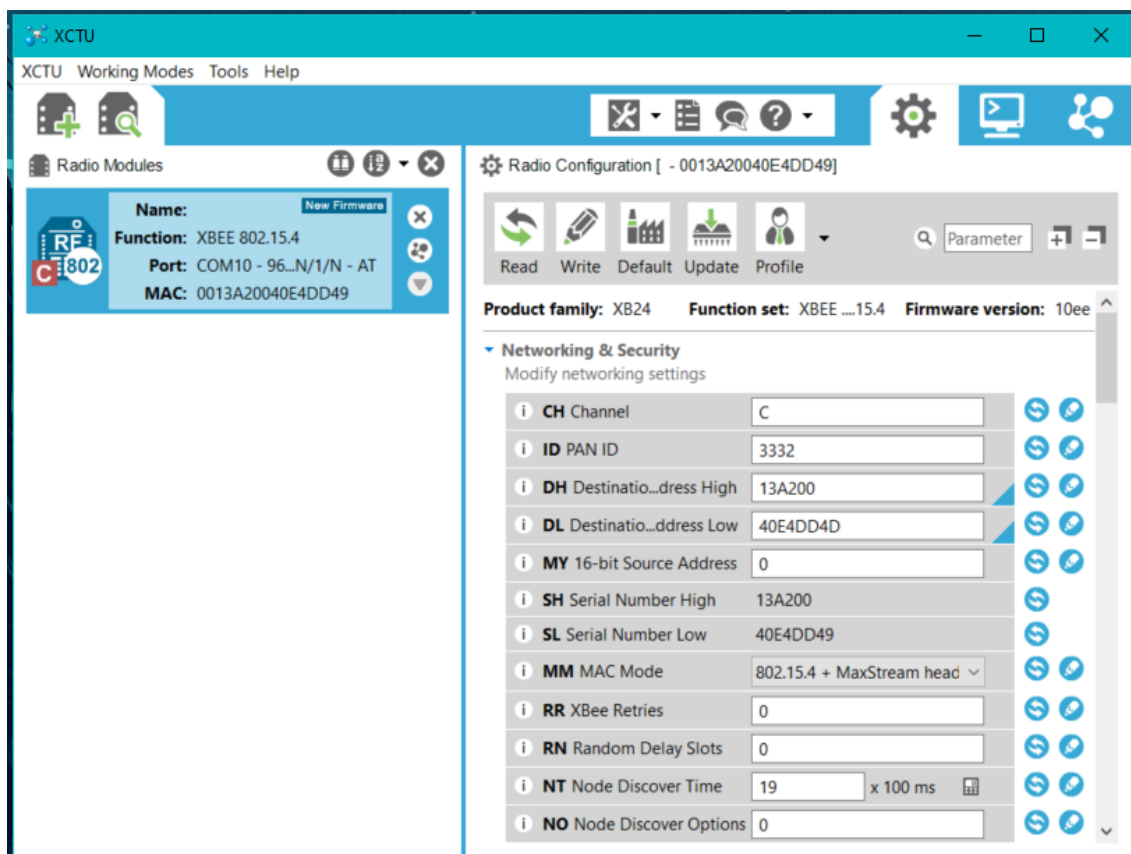 XCTU
XCTU Working Modes Tools Help
Radio Modules
Radio Configuration [ - 0013A20040E4DD49]
Name:
New Firmware
Function: XBEE 802.15.4
Port: COM10 - 96...N/1/N - AT
MAC: 0013A20040E4DD49
RF
C
802
Read Write Default Update Profile
Parameter
Product family: XB24 Function set: XBEE ....15.4 Firmware version: 10ee
Networking & Security
Modify networking settings
i CH Channel C
i ID PAN ID 3332
i DH Destinatio...dress High 13A200
i DL Destinatio...ddress Low 40E4DD4D
i MY 16-bit Source Address 0
i SH Serial Number High 13A200
i SL Serial Number Low 40E4DD49
i MM MAC Mode 802.15.4 + MaxStream head
i RR XBee Retries 0
i RN Random Delay Slots 0
i NT Node Discover Time 19 x 100 ms
i NO Node Discover Options 0